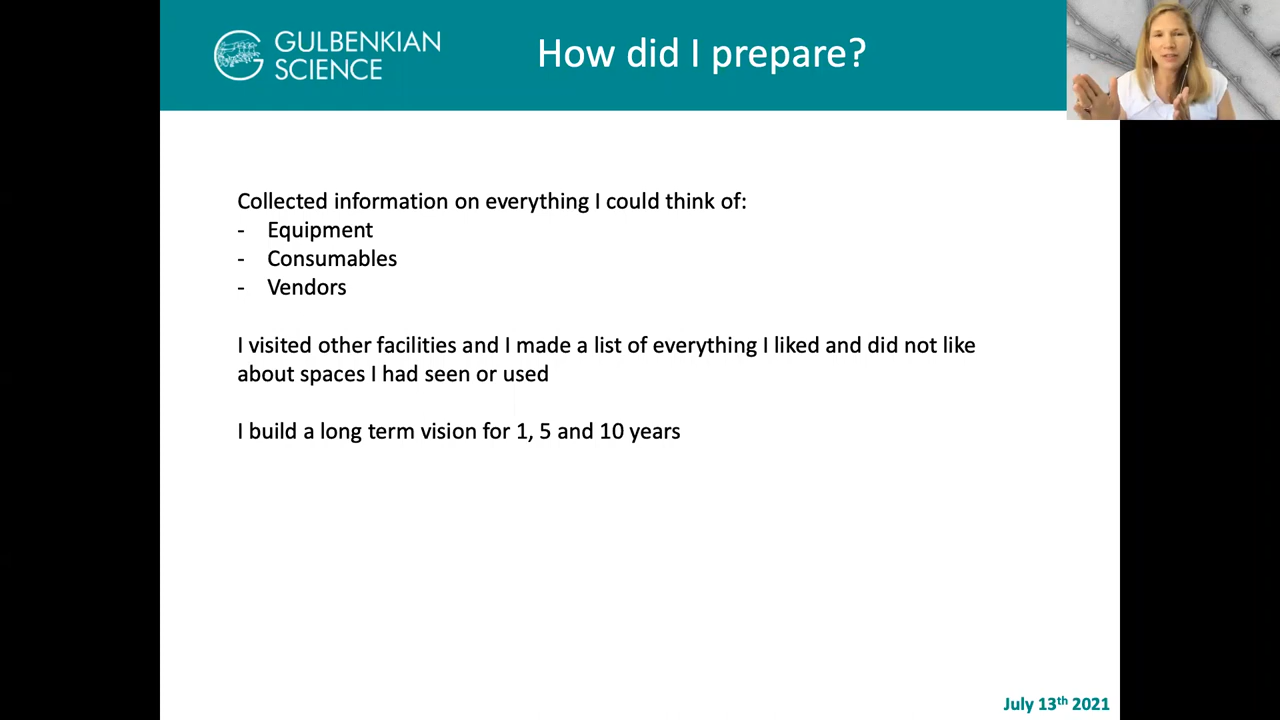 GULBENKIAN
SCIENCE
How did I prepare?
Collected information on everything I could think of:
- Equipment
- Consumables
- Vendors
I visited other facilities and I made a list of everything I liked and did not like
about spaces I had seen or used
I build a long term vision for 1, 5 and 10 years
July 13th 2021